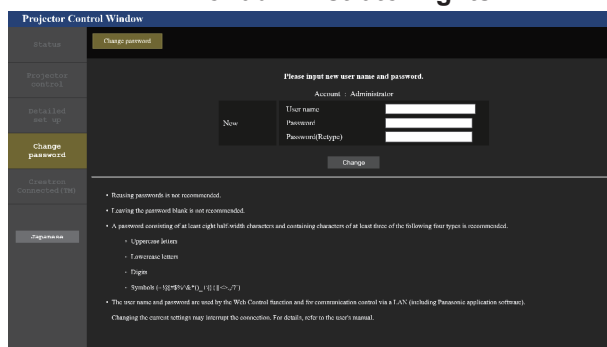 Projector Control Window
Status
Change password
Projector
control
Detailed
set up
Change
password
Crestron
Connected(TM)
Japanese
Please input new user name and password.
Account : Administrator
New
User name
Password
Password(Retype)
Change
• Reusing passwords is not recommended.
• Leaving the password blank is not recommended.
• A password consisting of at least eight half-width characters and containing characters of at least three of the following four types is recommended.
• Uppercase letters
• Lowercase letters
• Digits
• Symbols
• The user name and password are used by the Web Control function and for communication control via a LAN (including Panasonic application software).
Changing the current settings may interrupt the connection. For details, refer to the user's manual.